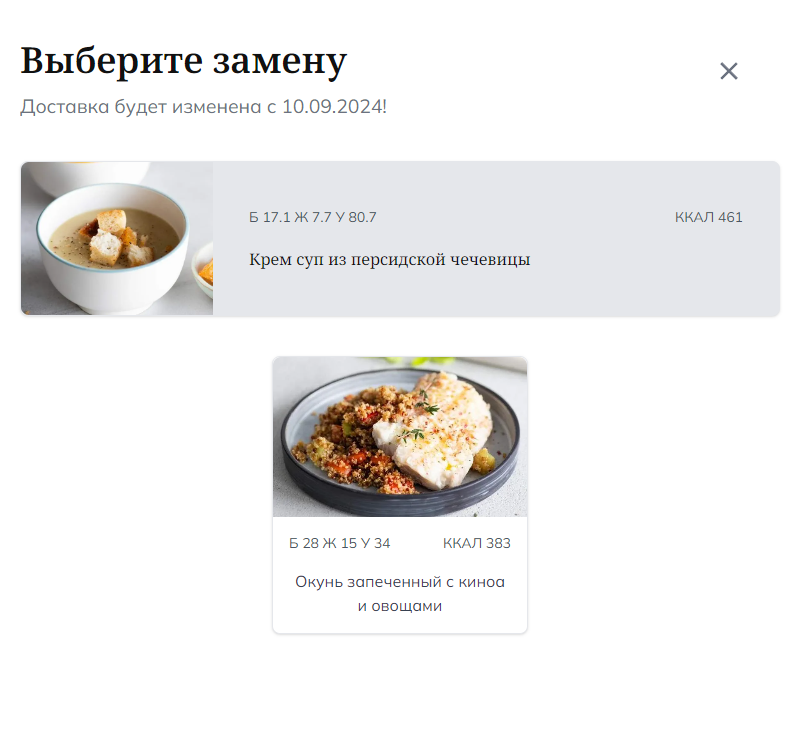 Выберите замену
Доставка будет изменена с 10.09.2024!
Б 17.1 Ж 7.7 У 80.7 ККАЛ 461
Крем суп из персидской чечевицы
Б 28 Ж 15 У 34 ККАЛ 383
Окунь запеченный с киноа
и овощами